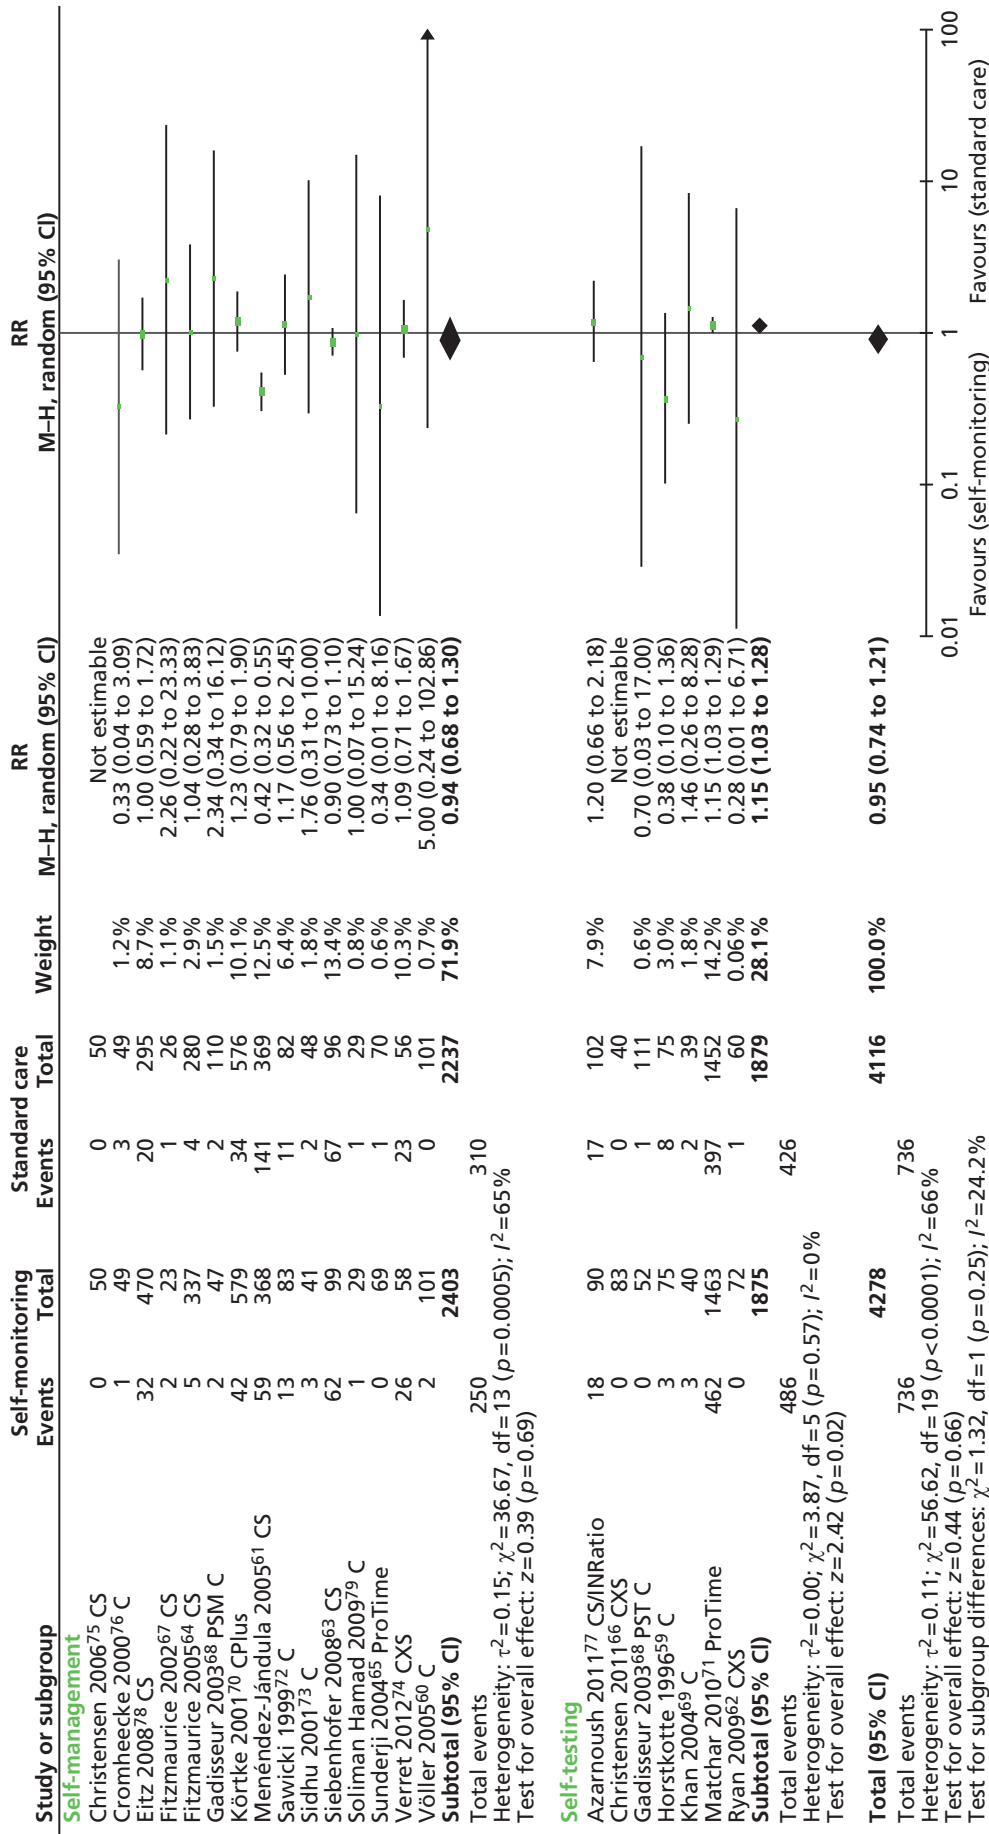 Self-monitoring Standard care RR RR
Study or subgroup Events Total Events Total Weight M–H, random (95% CI) M–H, random (95% CI)
Self-management
Christensen 2006⁷⁵ CS 0 50 0 50 Not estimable
Cromheecke 2000⁷⁶ C 1 49 3 49 1.2% 0.33 (0.04 to 3.09)
Eitz 2008⁷⁸ CS 32 470 20 295 8.7% 1.00 (0.59 to 1.72)
Fitzmaurice 2002⁶⁷ CS 2 23 1 26 1.1% 2.26 (0.22 to 23.33)
Fitzmaurice 2005⁶⁴ CS 5 337 4 280 2.9% 1.04 (0.28 to 3.83)
Gadisseur 2003⁶⁸ PSM C 2 47 2 110 1.5% 2.34 (0.34 to 16.12)
Körtke 2001⁷⁰ CPlus 42 579 34 576 10.1% 1.23 (0.79 to 1.90)
Menéndez-Jándula 2005⁶¹ CS 59 368 141 369 12.5% 0.42 (0.32 to 0.55)
Sawicki 1999⁷² C 13 83 11 82 6.4% 1.17 (0.56 to 2.45)
Sidhu 2001⁷³ C 3 41 2 48 1.8% 1.76 (0.31 to 10.00)
Siebenhofer 2008⁶³ CS 62 99 67 96 13.4% 0.90 (0.73 to 1.10)
Soliman Hamad 2009⁷⁹ C 1 29 1 29 0.8% 1.00 (0.07 to 15.24)
Sunderji 2004⁶⁵ ProTime 0 69 1 70 0.6% 0.34 (0.01 to 8.16)
Verret 2012⁷⁴ CXS 26 58 23 56 10.3% 1.09 (0.71 to 1.67)
Völler 2005⁶⁰ C 2 101 0 101 0.7% 5.00 (0.24 to 102.86)
Subtotal (95% CI) 2403 2237 71.9% 0.94 (0.68 to 1.30)
Total events 250 310
Heterogeneity: τ²=0.15; χ²=36.67, df=13 (p=0.0005); I²=65%
Test for overall effect: z=0.39 (p=0.69)
Self-testing
Azarnoush 2011⁷⁷ CS/INRatio 18 90 17 102 7.9% 1.20 (0.66 to 2.18)
Christensen 2011⁶⁶ CXS 0 83 0 40 Not estimable
Gadisseur 2003⁶⁸ PST C 0 52 1 111 0.6% 0.70 (0.03 to 17.00)
Horstkotte 1996⁵⁹ C 3 75 8 75 3.0% 0.38 (0.10 to 1.36)
Khan 2004⁶⁹ C 3 40 2 39 1.8% 1.46 (0.26 to 8.28)
Matchar 2010⁷¹ ProTime 462 1463 397 1452 14.2% 1.15 (1.03 to 1.29)
Ryan 2009⁶² CXS 0 72 1 60 0.06% 0.28 (0.01 to 6.71)
Subtotal (95% CI) 1875 1879 28.1% 1.15 (1.03 to 1.28)
Total events 486 426
Heterogeneity: τ²=0.00; χ²=3.87, df=5 (p=0.57); I²=0%
Test for overall effect: z=2.42 (p=0.02)
Total (95% CI) 4278 4116 100.0% 0.95 (0.74 to 1.21)
Total events 736 736
Heterogeneity: τ²=0.11; χ²=56.62, df=19 (p<0.0001); I²=66%
Test for overall effect: z=0.44 (p=0.66)
Test for subgroup differences: χ²=1.32, df=1 (p=0.25); I²=24.2%
0.01 0.1 1 10 100
Favours (self-monitoring) Favours (standard care)